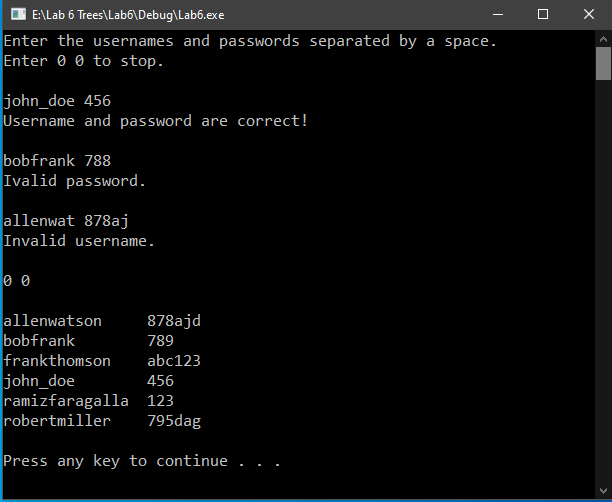 E:\Lab 6 Trees\Lab6\Debug\Lab6.exe
Enter the usernames and passwords separated by a space.
Enter 0 0 to stop.
john_doe 456
Username and password are correct!
bobfrank 788
Ivalid password.
allenwat 878aj
Invalid username.
0 0
allenwatson     878ajd
bobfrank        789
frankthomson    abc123
john_doe        456
ramizfaragalla  123
robertmiller    795dag
Press any key to continue . . .